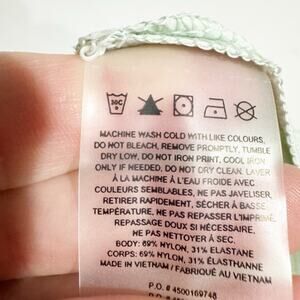 30C
MACHINE WASH COLD WITH LIKE COLOURS,
DO NOT BLEACH, REMOVE PROMPTLY, TUMBLE
DRY LOW, DO NOT IRON PRINT, COOL IRON
ONLY IF NEEDED, DO NOT DRY CLEAN. LAVER
À LA MACHINE À L'EAU FROIDE AVEC
COULEURS SEMBLABLES, NE PAS JAVELISER,
RETIRER RAPIDEMENT, SÉCHER À BASSE
TEMPÉRATURE, NE PAS REPASSER L'IMPRIMÉ,
REPASSAGE DOUX SI NÉCESSAIRE,
NE PAS NETTOYER À SEC.
BODY: 69% NYLON, 31% ELASTANE
CORPS: 69% NYLON, 31% ÉLASTHANNE
MADE IN VIETNAM / FABRIQUÉ AU VIETNAM
P.O. # 4500169748